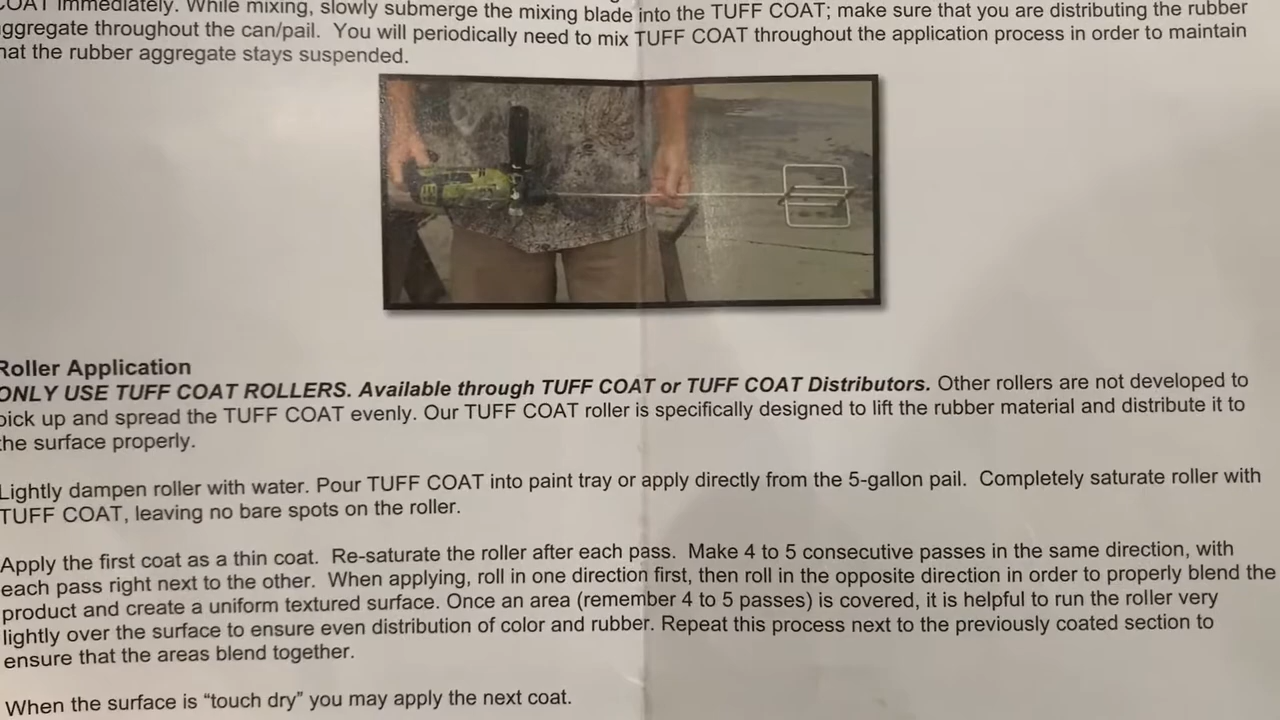 COAT immediately. While mixing, slowly submerge the mixing blade into the TUFF COAT; make sure that you are distributing the rubber
aggregate throughout the can/pail. You will periodically need to mix TUFF COAT throughout the application process in order to maintain
hat the rubber aggregate stays suspended.
Roller Application
ONLY USE TUFF COAT ROLLERS. Available through TUFF COAT or TUFF COAT Distributors. Other rollers are not developed to
pick up and spread the TUFF COAT evenly. Our TUFF COAT roller is specifically designed to lift the rubber material and distribute it to
the surface properly.
Lightly dampen roller with water. Pour TUFF COAT into paint tray or apply directly from the 5-gallon pail. Completely saturate roller with
TUFF COAT, leaving no bare spots on the roller.
Apply the first coat as a thin coat. Re-saturate the roller after each pass. Make 4 to 5 consecutive passes in the same direction, with
each pass right next to the other. When applying, roll in one direction first, then roll in the opposite direction in order to properly blend the
product and create a uniform textured surface. Once an area (remember 4 to 5 passes) is covered, it is helpful to run the roller very
lightly over the surface to ensure even distribution of color and rubber. Repeat this process next to the previously coated section to
ensure that the areas blend together.
When the surface is “touch dry” you may apply the next coat.